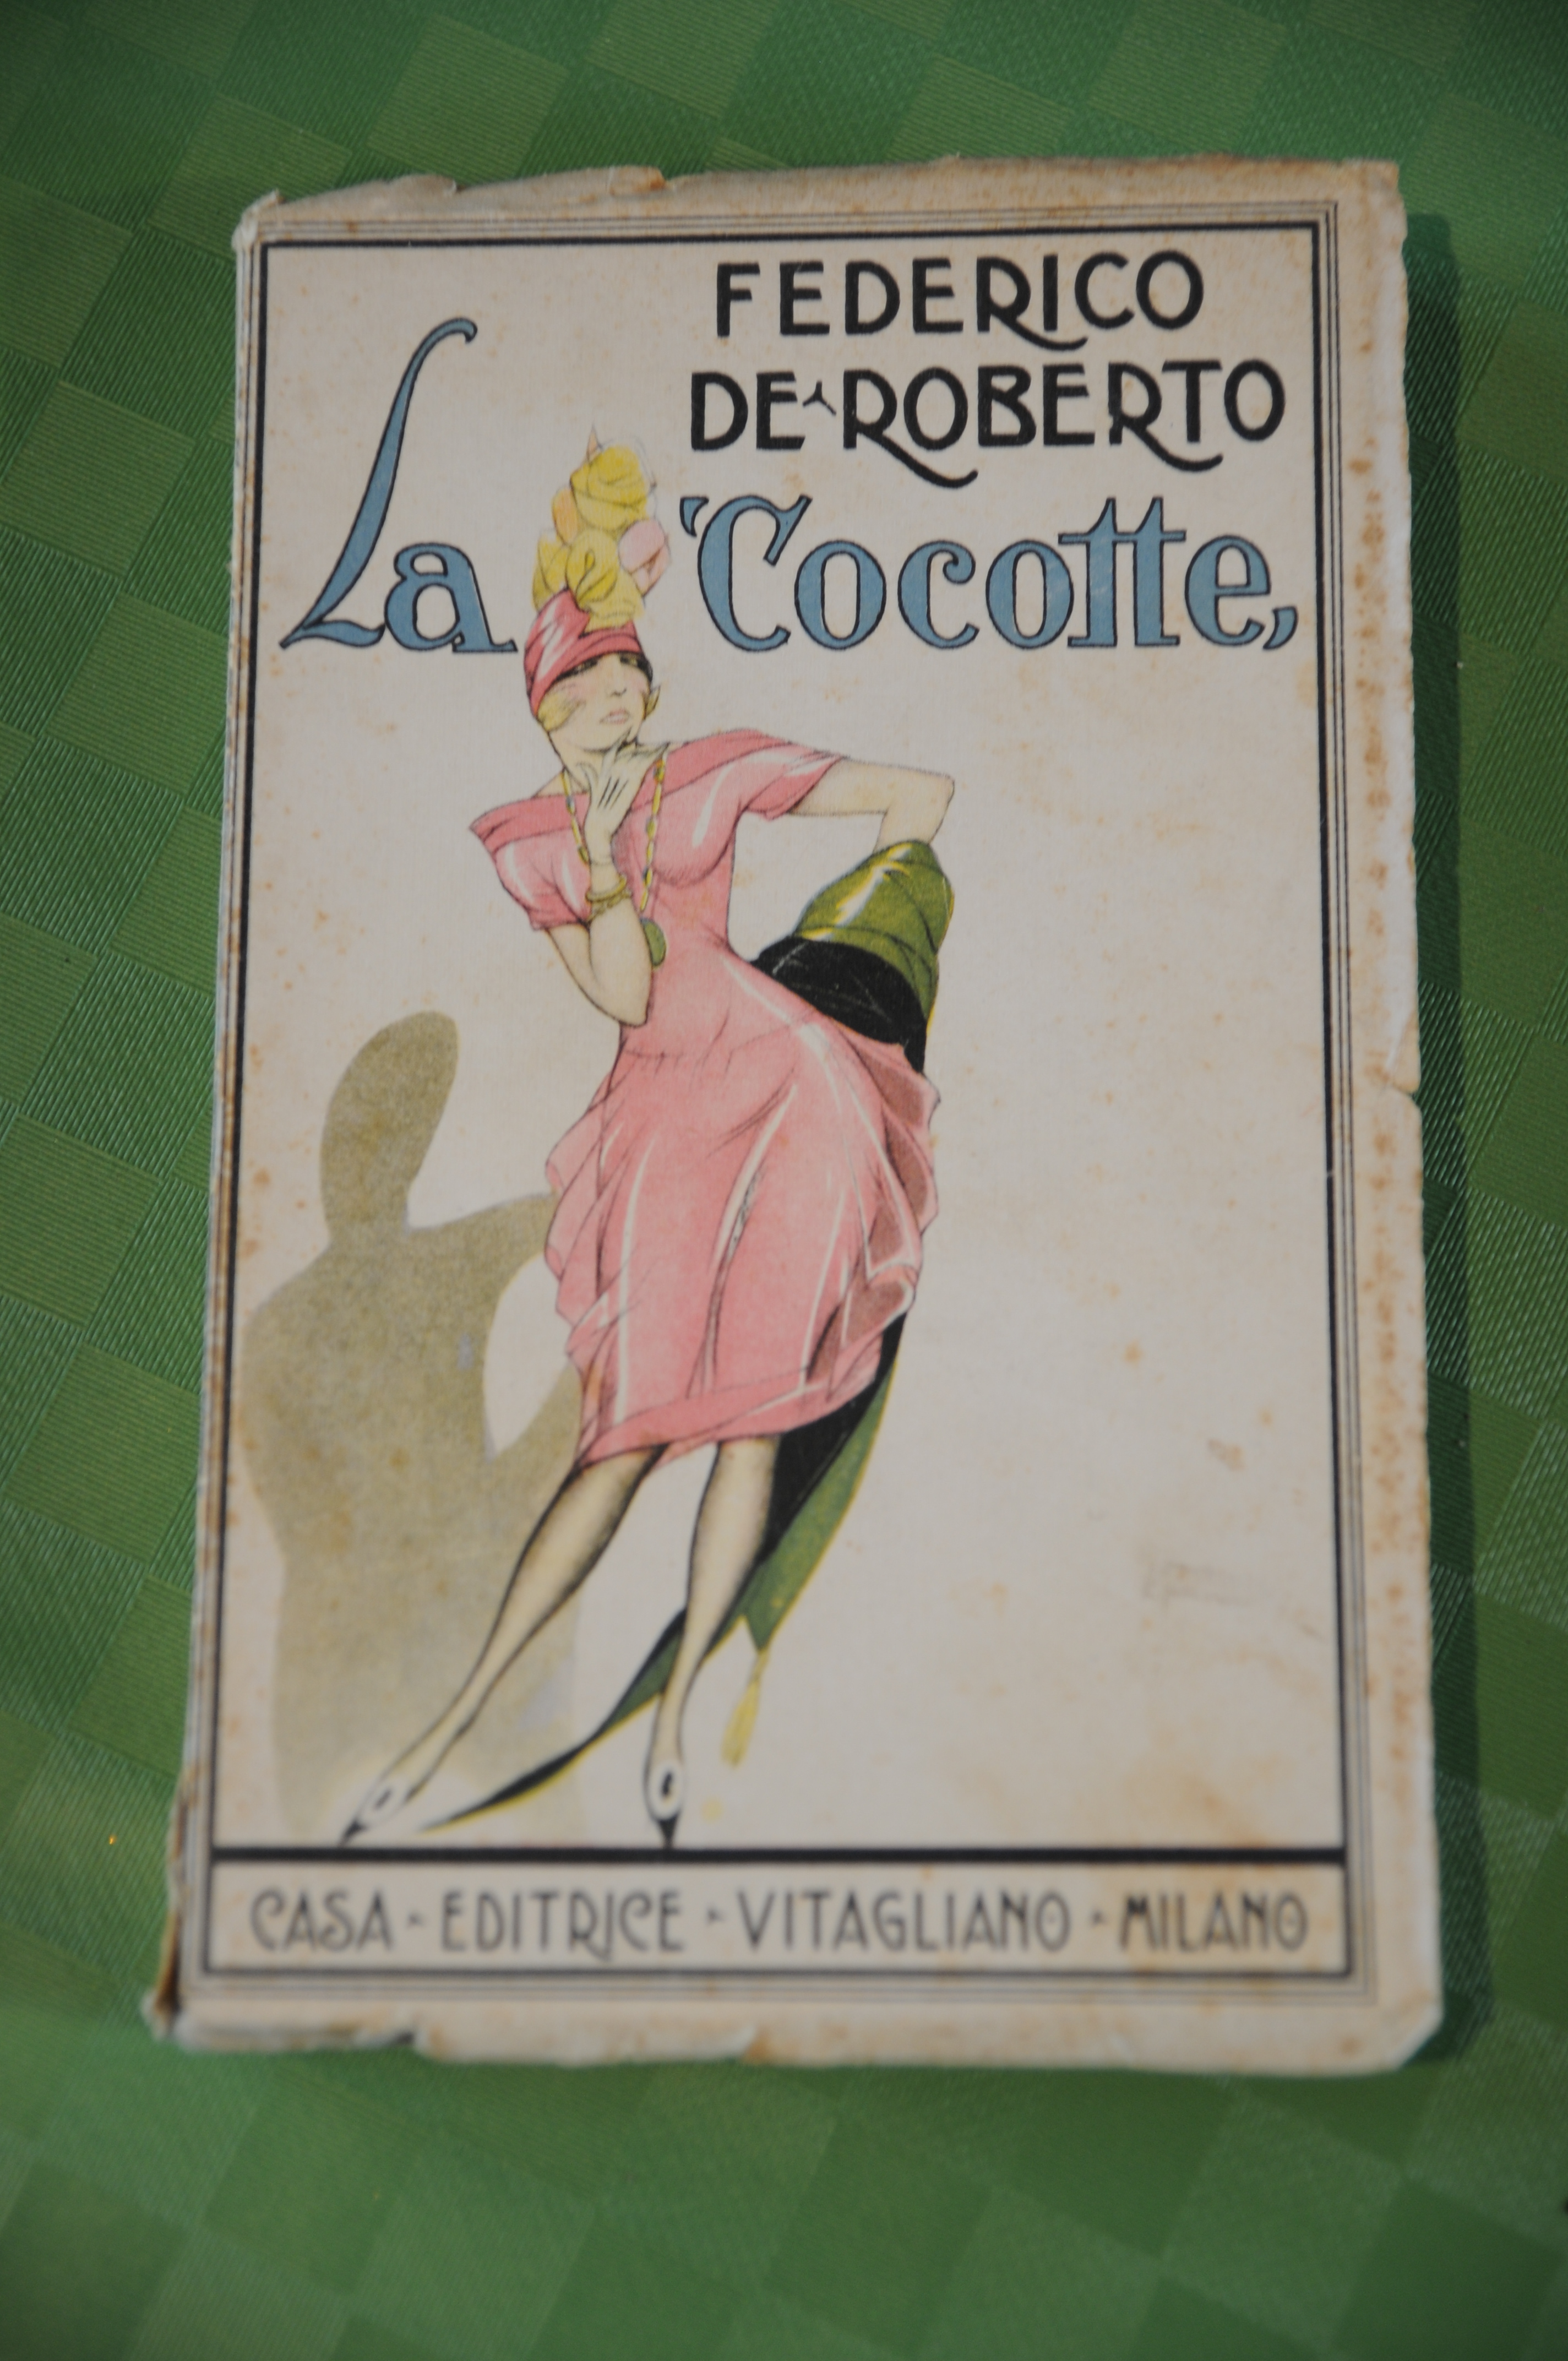 FEDERICO
DE ROBERTO
La "Cocotte„
CASA - EDITRICE - VITAGLIANO - MILANO